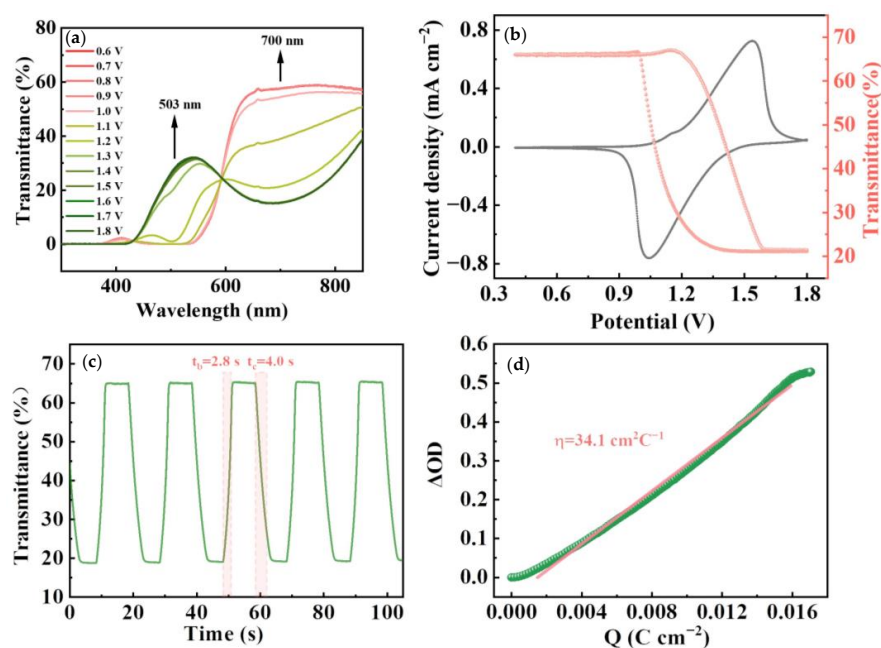 (a)
700 nm
503 nm
0.6 V
0.7 V
0.8 V
0.9 V
1.0 V
1.1 V
1.2 V
1.3 V
1.4 V
1.5 V
1.6 V
1.7 V
1.8 V
Transmittance (%)
80
60
40
20
0
400 600 800
Wavelength (nm)
(b)
Current density (mA cm⁻²)
0.8
0.4
0.0
-0.4
-0.8
0.3 0.6 0.9 1.2 1.5 1.8
Potential (V)
70
60
50
40
30
20
Transmittance(%)
(c)
t_b=2.8 s t_c=4.0 s
Transmittance (%)
70
60
50
40
30
20
10
0 20 40 60 80 100
Time (s)
(d)
η=34.1 cm²C⁻¹
ΔOD
0.6
0.5
0.4
0.3
0.2
0.1
0.0
0.000 0.004 0.008 0.012 0.016
Q (C cm⁻²)